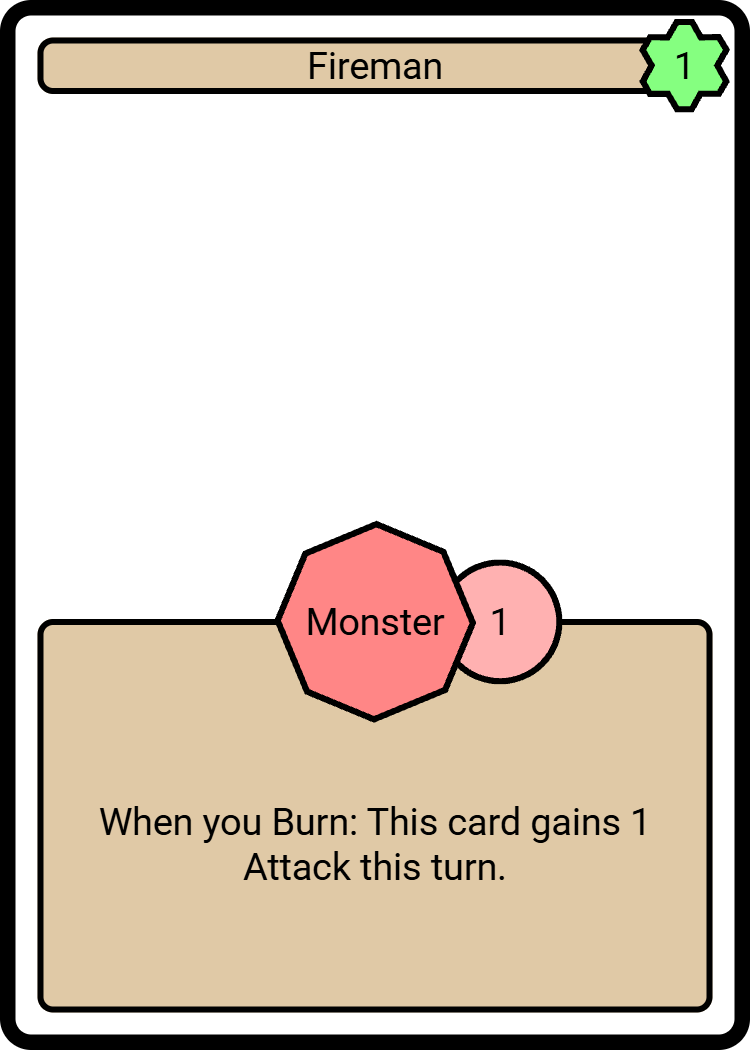 Fireman
1
Monster
1
When you Burn: This card gains 1
Attack this turn.